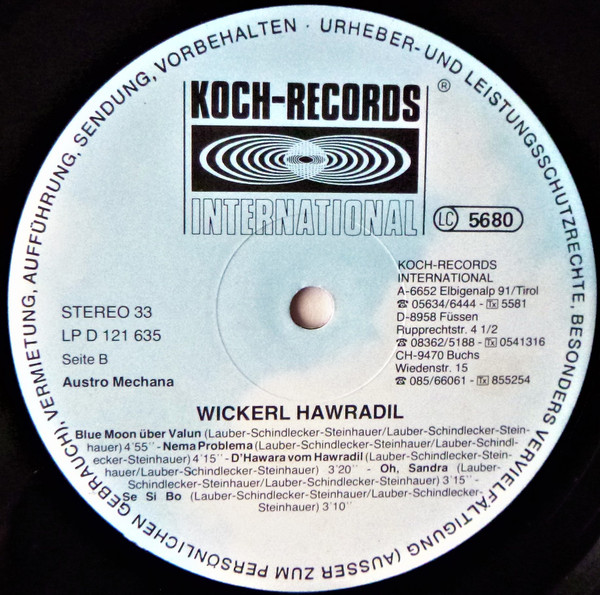 URHEBER- UND LEISTUNGSSCHUTZRECHTE, BESONDERS VERVIELFÄLTIGUNG (AUSSER ZUM PERSÖNLICHEN GEBRAUCH), VERMIETUNG, AUFFÜHRUNG, SENDUNG, VORBEHALTEN ·
KOCH-RECORDS
®
INTERNATIONAL
LC 5680
KOCH-RECORDS
INTERNATIONAL
A-6652 Elbigenalp 91/Tirol
☎ 05634/6444 - Tx 5581
D-8958 Füssen
Rupprechtstr. 4 1/2
☎ 08362/5188 - Tx 0541316
CH-9470 Buchs
Wiedenstr. 15
☎ 085/66061 - Tx 855254
STEREO 33
LP D 121 635
Seite B
Austro Mechana
WICKERL HAWRADIL
Blue Moon über Valun (Lauber-Schindlecker-Steinhauer/Lauber-Schindlecker-Stein-
hauer) 4'55'' - Nema Problema (Lauber-Schindlecker-Steinhauer/Lauber-Schindl-
ecker-Steinhauer) 4'15'' - D'Hawara vom Hawradil (Lauber-Schindlecker-Stein-
hauer/Lauber-Schindlecker-Steinhauer) 3'20'' - Oh, Sandra (Lauber-
Schindlecker-Steinhauer/Lauber-Schindlecker-Steinhauer) 3'15'' -
Se Si Bo (Lauber-Schindlecker-Steinhauer/Lauber-Schindlecker-
Steinhauer) 3'10''